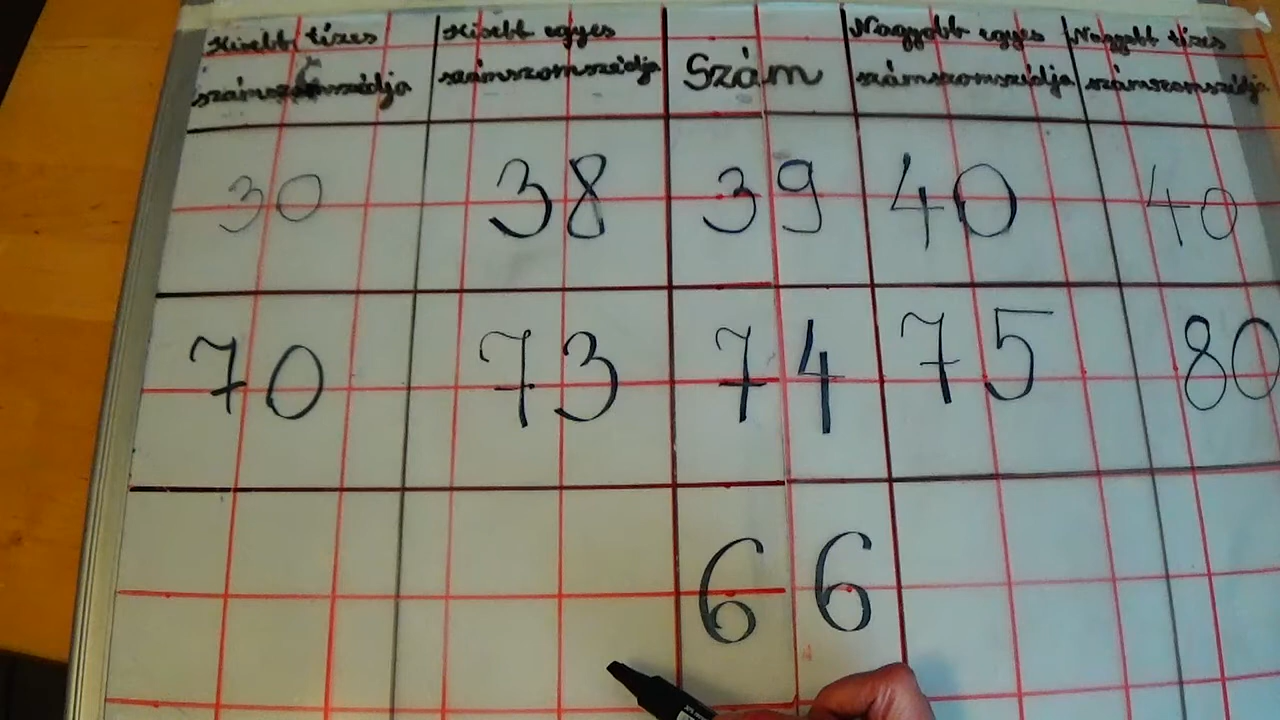 Kisebb tízes számszomszédja
Kisebb egyes számszomszédja
Szám
Nagyobb egyes számszomszédja
Nagyobb tízes számszomszédja
30 38 39 40 40
70 73 74 75 80
66